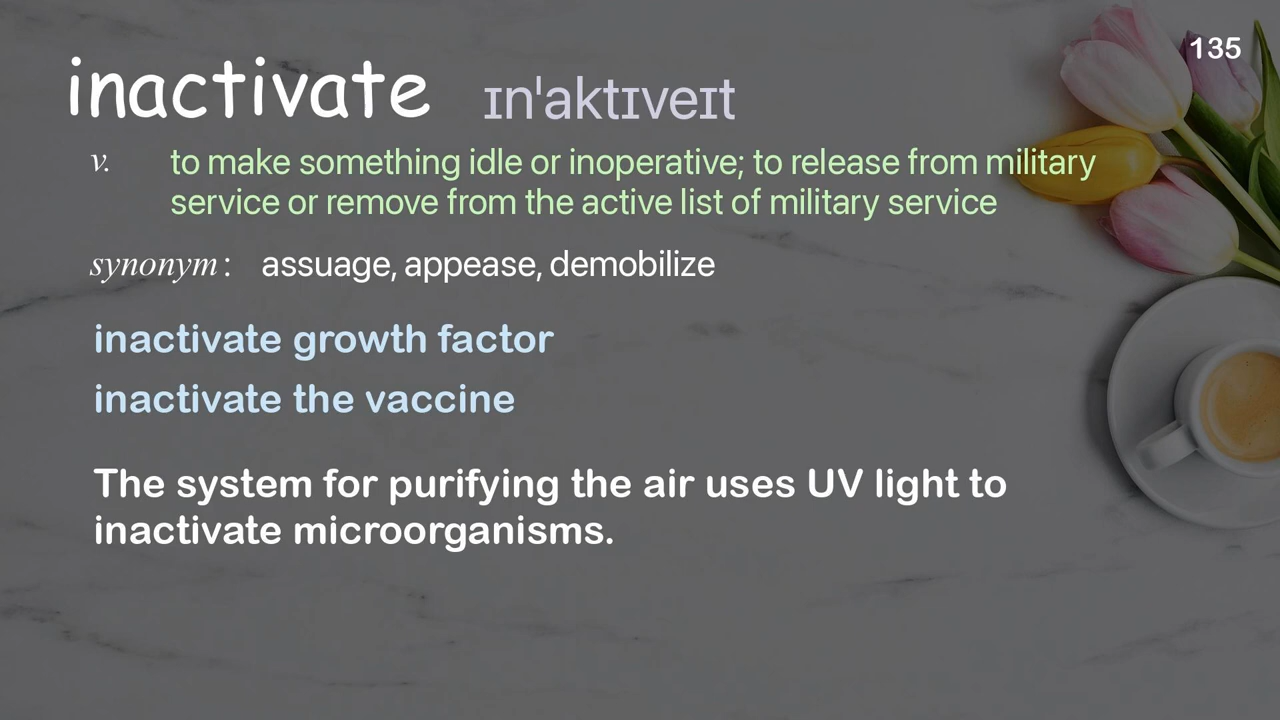 135
inactivate ɪnˈaktɪveɪt
v. to make something idle or inoperative; to release from military
service or remove from the active list of military service
synonym : assuage, appease, demobilize
inactivate growth factor
inactivate the vaccine
The system for purifying the air uses UV light to
inactivate microorganisms.